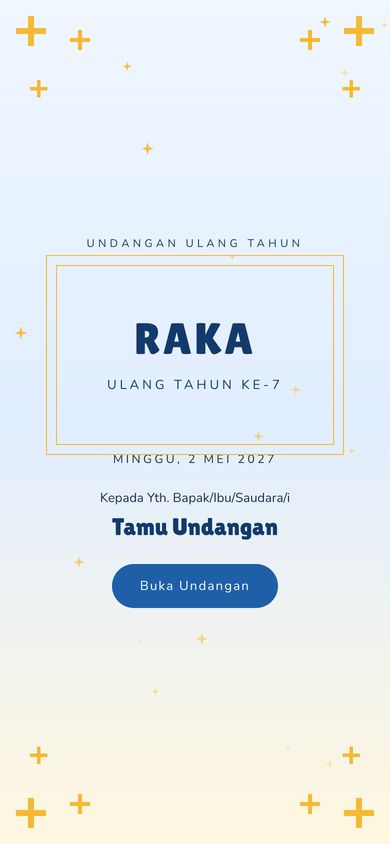 UNDANGAN ULANG TAHUN
RAKA
ULANG TAHUN KE-7
MINGGU, 2 MEI 2027
Kepada Yth. Bapak/Ibu/Saudara/i
Tamu Undangan
Buka Undangan